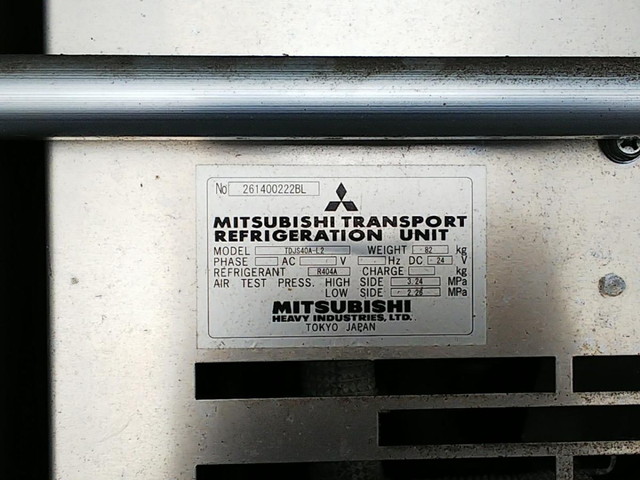 No 261400222BL
MITSUBISHI TRANSPORT
REFRIGERATION UNIT
MODEL TDJS40A-L2 WEIGHT 82 kg
PHASE AC V Hz DC 24 V
REFRIGERANT R404A CHARGE kg
AIR TEST PRESS. HIGH SIDE 3.24 MPa
LOW SIDE 2.26 MPa
MITSUBISHI
HEAVY INDUSTRIES, LTD.
TOKYO JAPAN